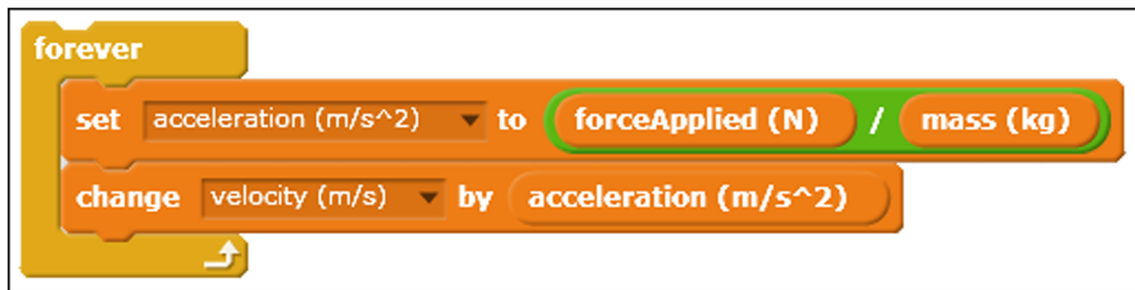 forever
set acceleration (m/s^2) to forceApplied (N) / mass (kg)
change velocity (m/s) by acceleration (m/s^2)